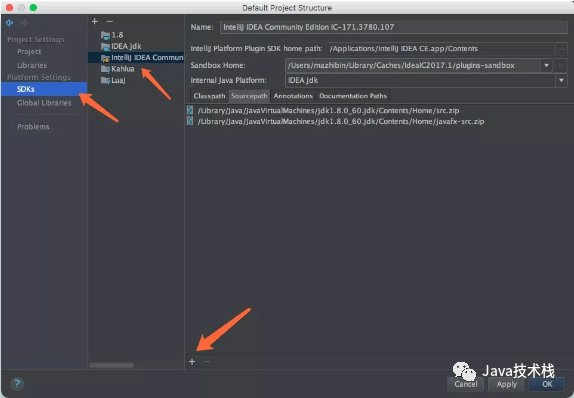 Default Project Structure
Project Settings
Project
Libraries
Platform Settings
SDKs
Global Libraries
Problems
1.8
IDEA jdk
IntelliJ IDEA Commun
Kahlua
Luaj
Name: IntelliJ IDEA Community Edition IC-171.3780.107
IntelliJ Platform Plugin SDK home path: /Applications/IntelliJ IDEA CE.app/Contents
Sandbox Home: /Users/mazhibin/Library/Caches/IdeaIC2017.1/plugins-sandbox
Internal Java Platform: IDEA jdk
Classpath Sourcepath Annotations Documentation Paths
/Library/Java/JavaVirtualMachines/jdk1.8.0_60.jdk/Contents/Home/src.zip
/Library/Java/JavaVirtualMachines/jdk1.8.0_60.jdk/Contents/Home/javafx-src.zip
Java技术栈
? Cancel Apply OK